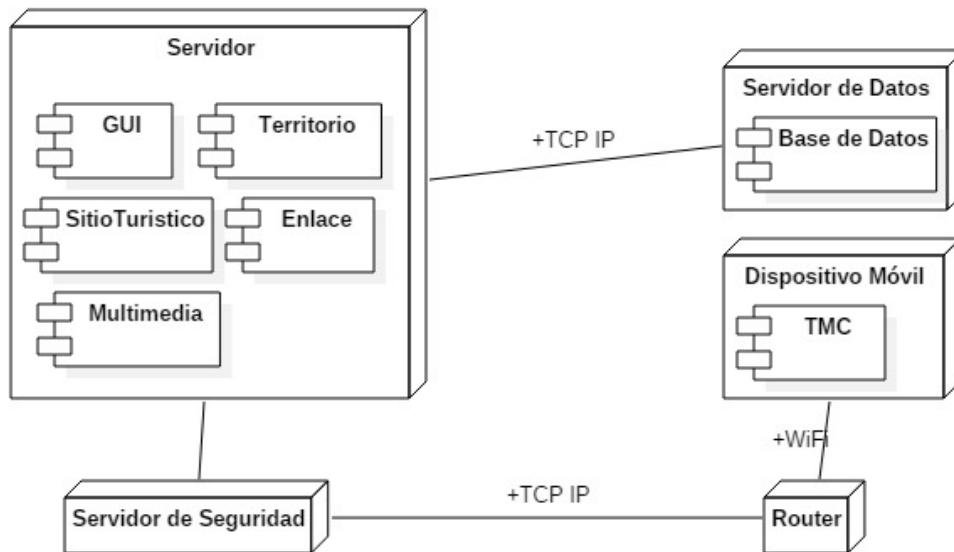 Servidor
GUI
Territorio
SitioTuristico
Enlace
Multimedia
+TCP IP
Servidor de Datos
Base de Datos
Dispositivo Móvil
TMC
+WiFi
Servidor de Seguridad
+TCP IP
Router